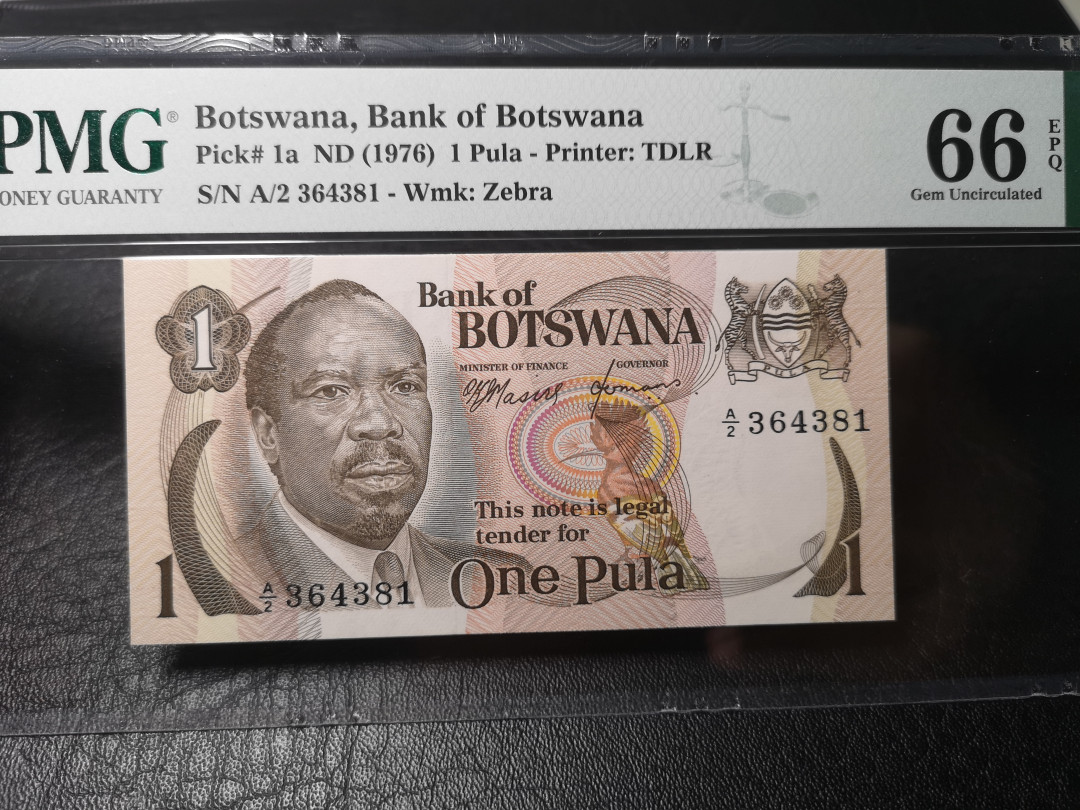 PMG®
ONEY GUARANTY
Botswana, Bank of Botswana
Pick# 1a ND (1976) 1 Pula - Printer: TDLR
S/N A/2 364381 - Wmk: Zebra
66 EPQ
Gem Uncirculated
1
Bank of
BOTSWANA
MINISTER OF FINANCE GOVERNOR
PULA
A/2 364381
This note is legal
tender for
One Pula
1
A/2 364381
1